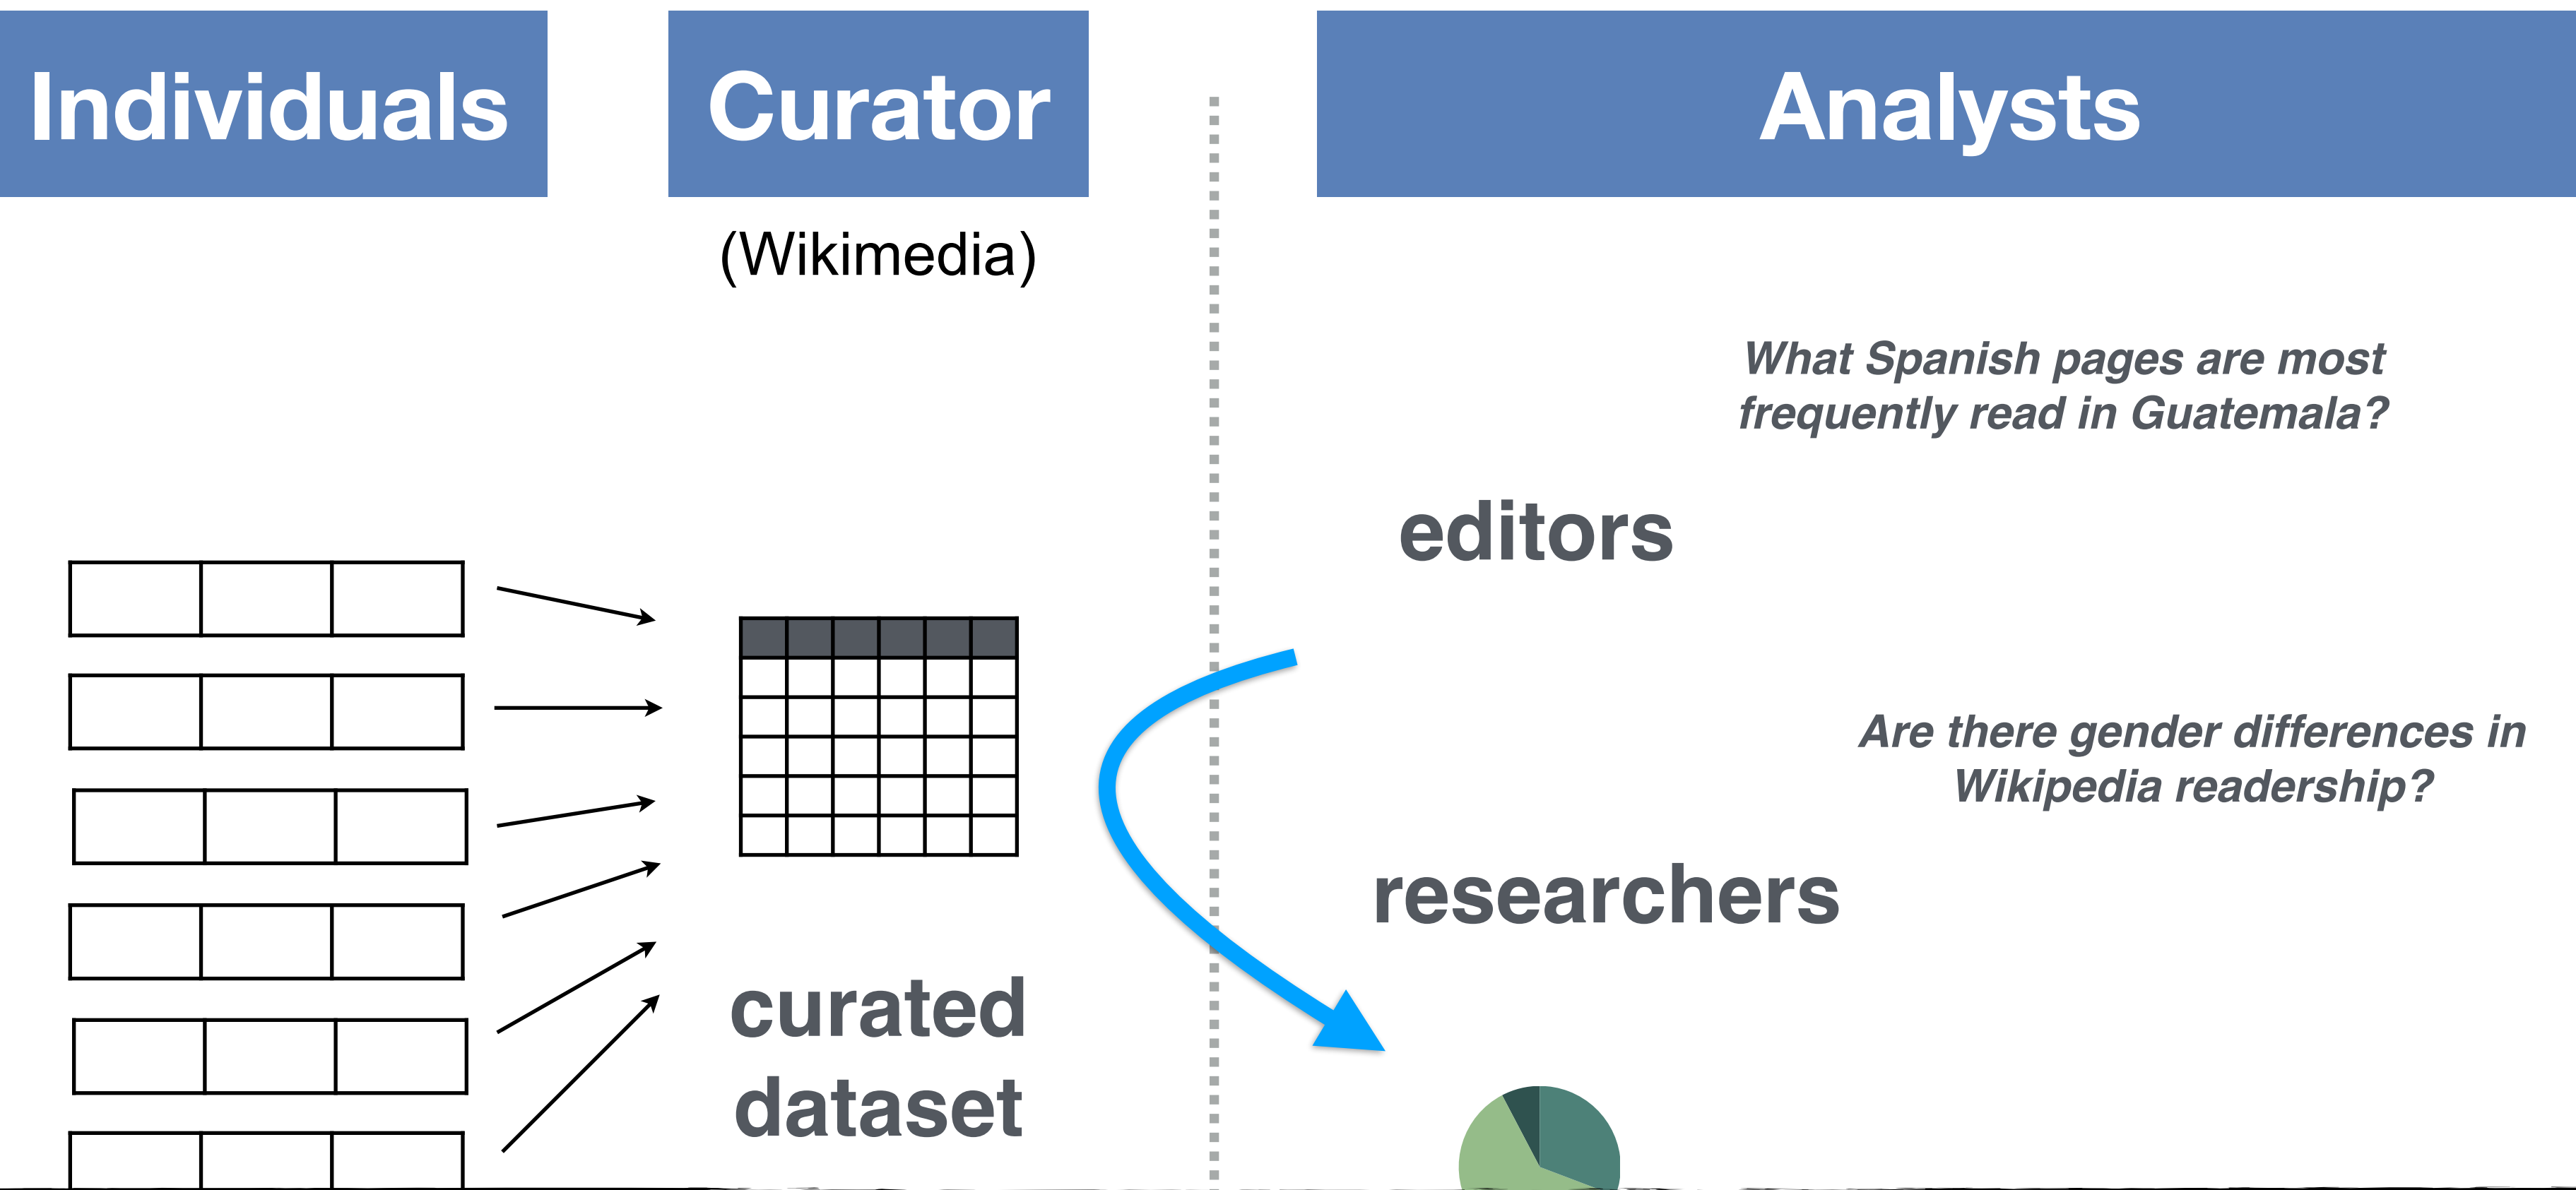 Individuals
Curator
(Wikimedia)
curated
dataset
Analysts
What Spanish pages are most
frequently read in Guatemala?
editors
Are there gender differences in
Wikipedia readership?
researchers